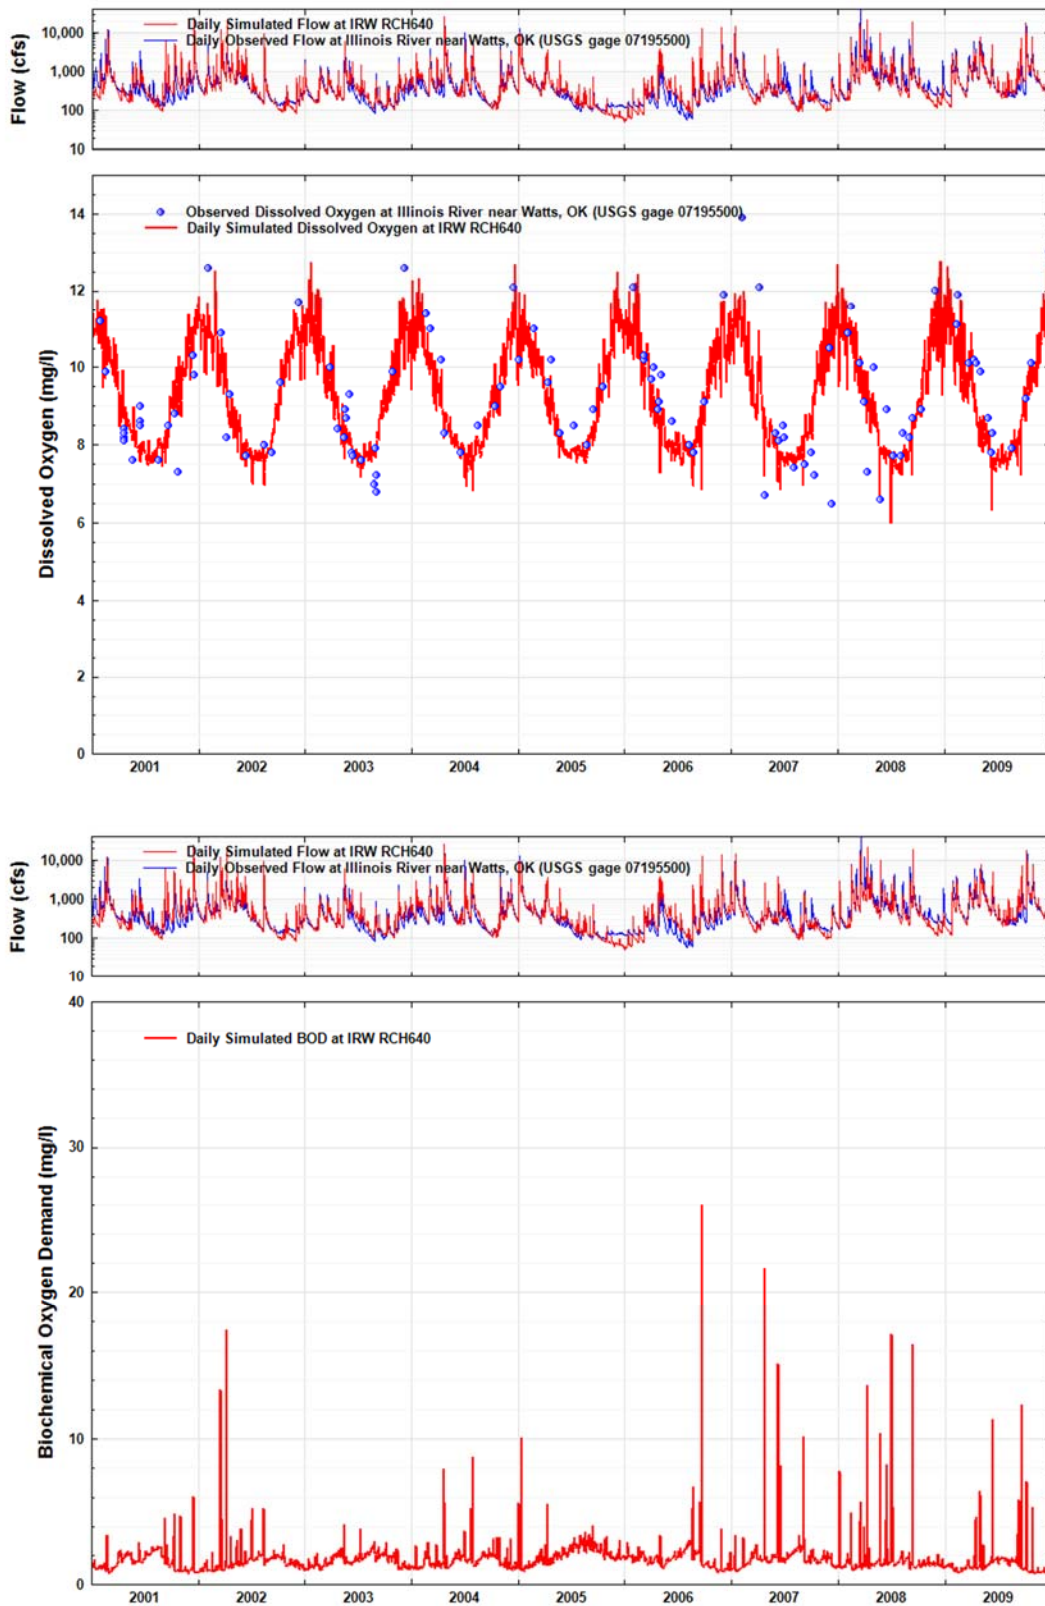 Flow (cfs)
10,000
1,000
100
10
Daily Simulated Flow at IRW RCH640
Daily Observed Flow at Illinois River near Watts, OK (USGS gage 07195500)
Dissolved Oxygen (mg/l)
14
12
10
8
6
4
2
0
Observed Dissolved Oxygen at Illinois River near Watts, OK (USGS gage 07195500)
Daily Simulated Dissolved Oxygen at IRW RCH640
2001 2002 2003 2004 2005 2006 2007 2008 2009
Flow (cfs)
10,000
1,000
100
10
Daily Simulated Flow at IRW RCH640
Daily Observed Flow at Illinois River near Watts, OK (USGS gage 07195500)
Biochemical Oxygen Demand (mg/l)
40
30
20
10
0
Daily Simulated BOD at IRW RCH640
2001 2002 2003 2004 2005 2006 2007 2008 2009